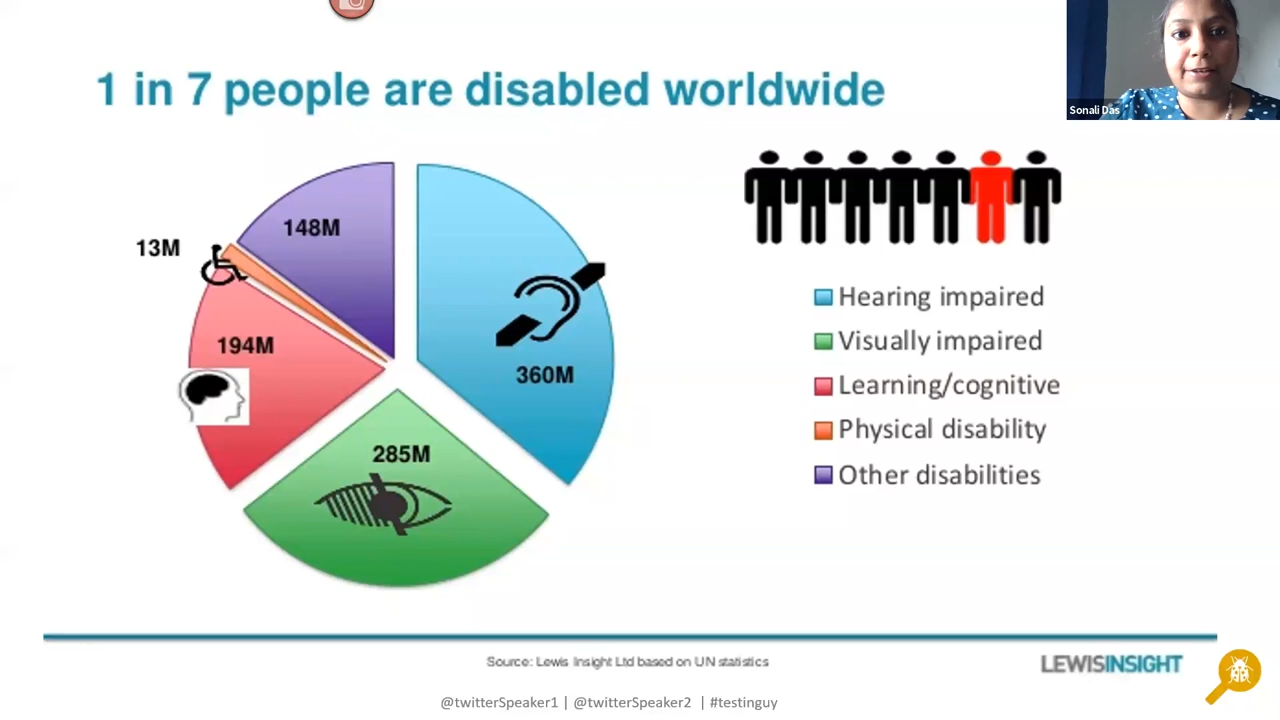 1 in 7 people are disabled worldwide
Sonali Das
148M
13M
194M
360M
285M
Hearing impaired
Visually impaired
Learning/cognitive
Physical disability
Other disabilities
Source: Lewis Insight Ltd based on UN statistics
LEWISINSIGHT
@twitterSpeaker1 | @twitterSpeaker2 | #testinguy